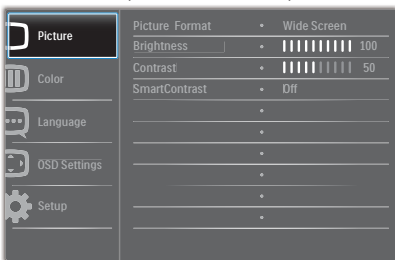 Picture
Color
Language
OSD Settings
Setup
Picture Format • Wide Screen
Brightness • 100
Contrast • 50
SmartContrast • Off
•
•
•
•
•
•